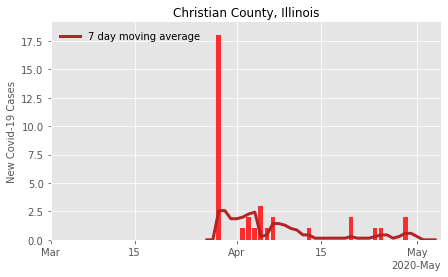 Christian County, Illinois
7 day moving average
New Covid-19 Cases
17.5
15.0
12.5
10.0
7.5
5.0
2.5
0.0
Mar
15
Apr
15
May
2020-May